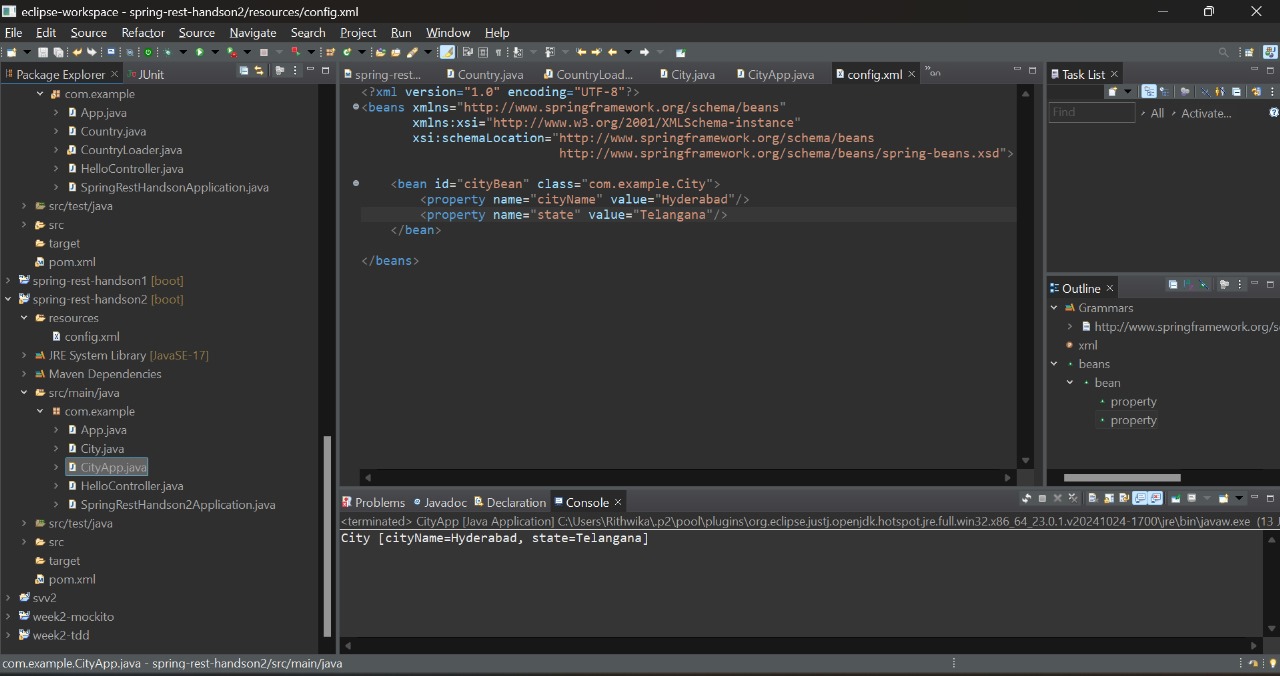 eclipse-workspace - spring-rest-handson2/resources/config.xml
File Edit Source Refactor Source Navigate Search Project Run Window Help
Package Explorer JUnit
com.example
App.java
Country.java
CountryLoader.java
HelloController.java
SpringRestHandsonApplication.java
src/test/java
src
target
pom.xml
spring-rest-handson1 [boot]
spring-rest-handson2 [boot]
resources
config.xml
JRE System Library [JavaSE-17]
Maven Dependencies
src/main/java
com.example
App.java
City.java
CityApp.java
HelloController.java
SpringRestHandson2Application.java
src/test/java
src
target
pom.xml
svv2
week2-mockito
week2-tdd
spring-rest... Country.java CountryLoad... City.java CityApp.java config.xml
<?xml version="1.0" encoding="UTF-8"?>
<beans xmlns="http://www.springframework.org/schema/beans"
xmlns:xsi="http://www.w3.org/2001/XMLSchema-instance"
xsi:schemaLocation="http://www.springframework.org/schema/beans
http://www.springframework.org/schema/beans/spring-beans.xsd">
<bean id="cityBean" class="com.example.City">
<property name="cityName" value="Hyderabad"/>
<property name="state" value="Telangana"/>
</bean>
</beans>
Task List
Find All Activate...
Outline
Grammars
http://www.springframework.org/s
xml
beans
bean
property
property
Problems Javadoc Declaration Console
<terminated> CityApp [Java Application] C:\Users\Rithwika\.p2\pool\plugins\org.eclipse.justj.openjdk.hotspot.jre.full.win32.x86_64_23.0.1.v20241024-1700\jre\bin\javaw.exe (13 J
City [cityName=Hyderabad, state=Telangana]
com.example.CityApp.java - spring-rest-handson2/src/main/java